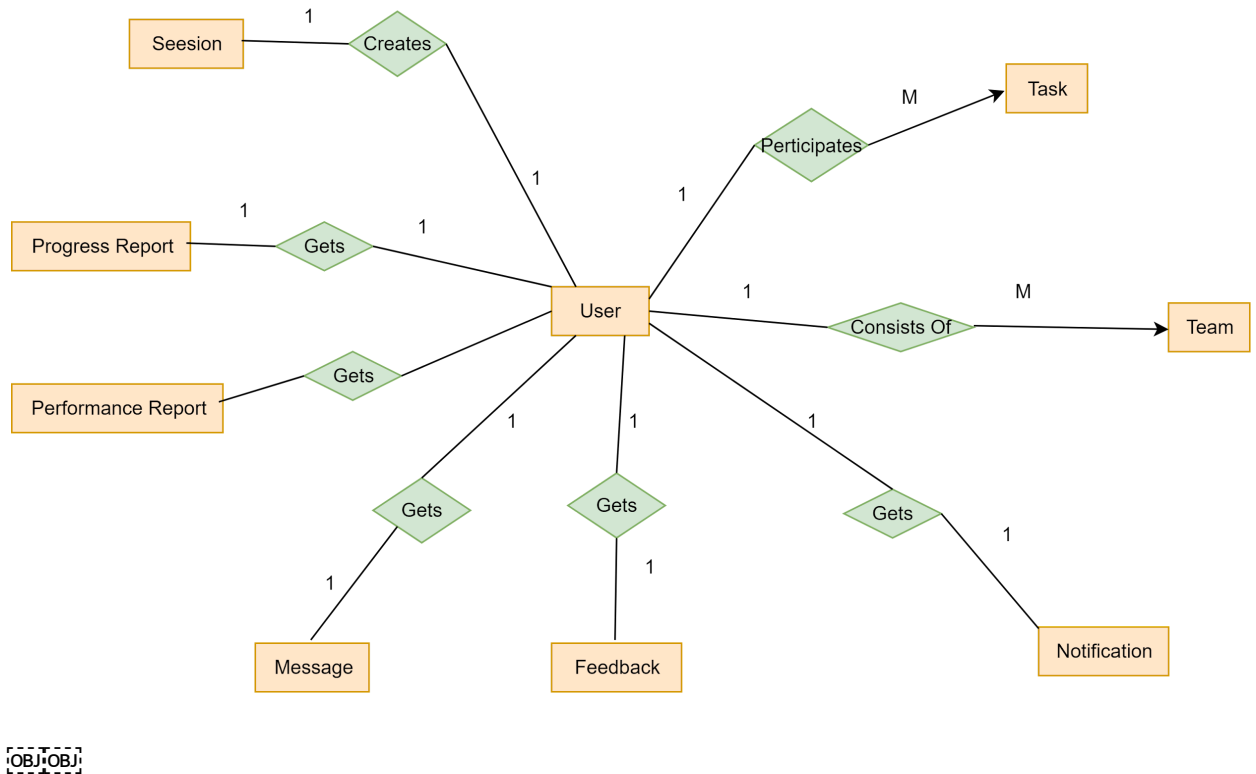 1
Seesion
Creates
Task
M
Perticipates
1
1
1
Progress Report
Gets
1
User
1
M
Consists Of
Team
Gets
Performance Report
1
1
1
Gets
Gets
Gets
1
1
1
Message
Feedback
Notification
OBJ OBJ